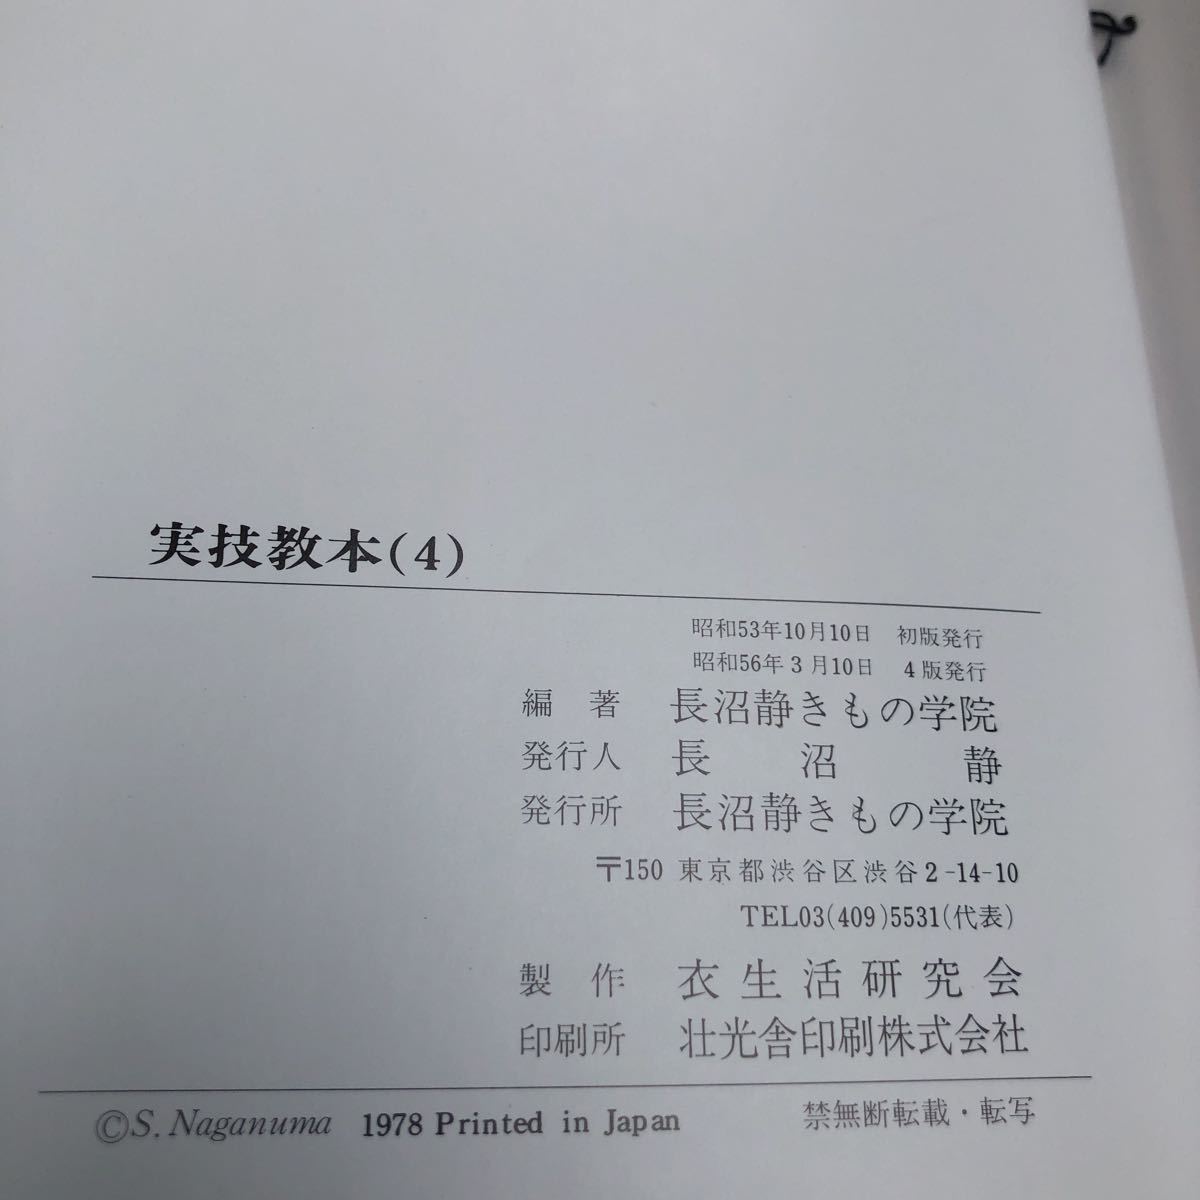 実技教本(4)
昭和53年10月10日 初版発行
昭和56年3月10日 4版発行
編著 長沼静きもの学院
発行人 長沼静
発行所 長沼静きもの学院
〒150 東京都渋谷区渋谷2-14-10
TEL03(409)5531(代表)
製作 衣生活研究会
印刷所 壮光舎印刷株式会社
©S. Naganuma 1978 Printed in Japan 禁無断転載・転写